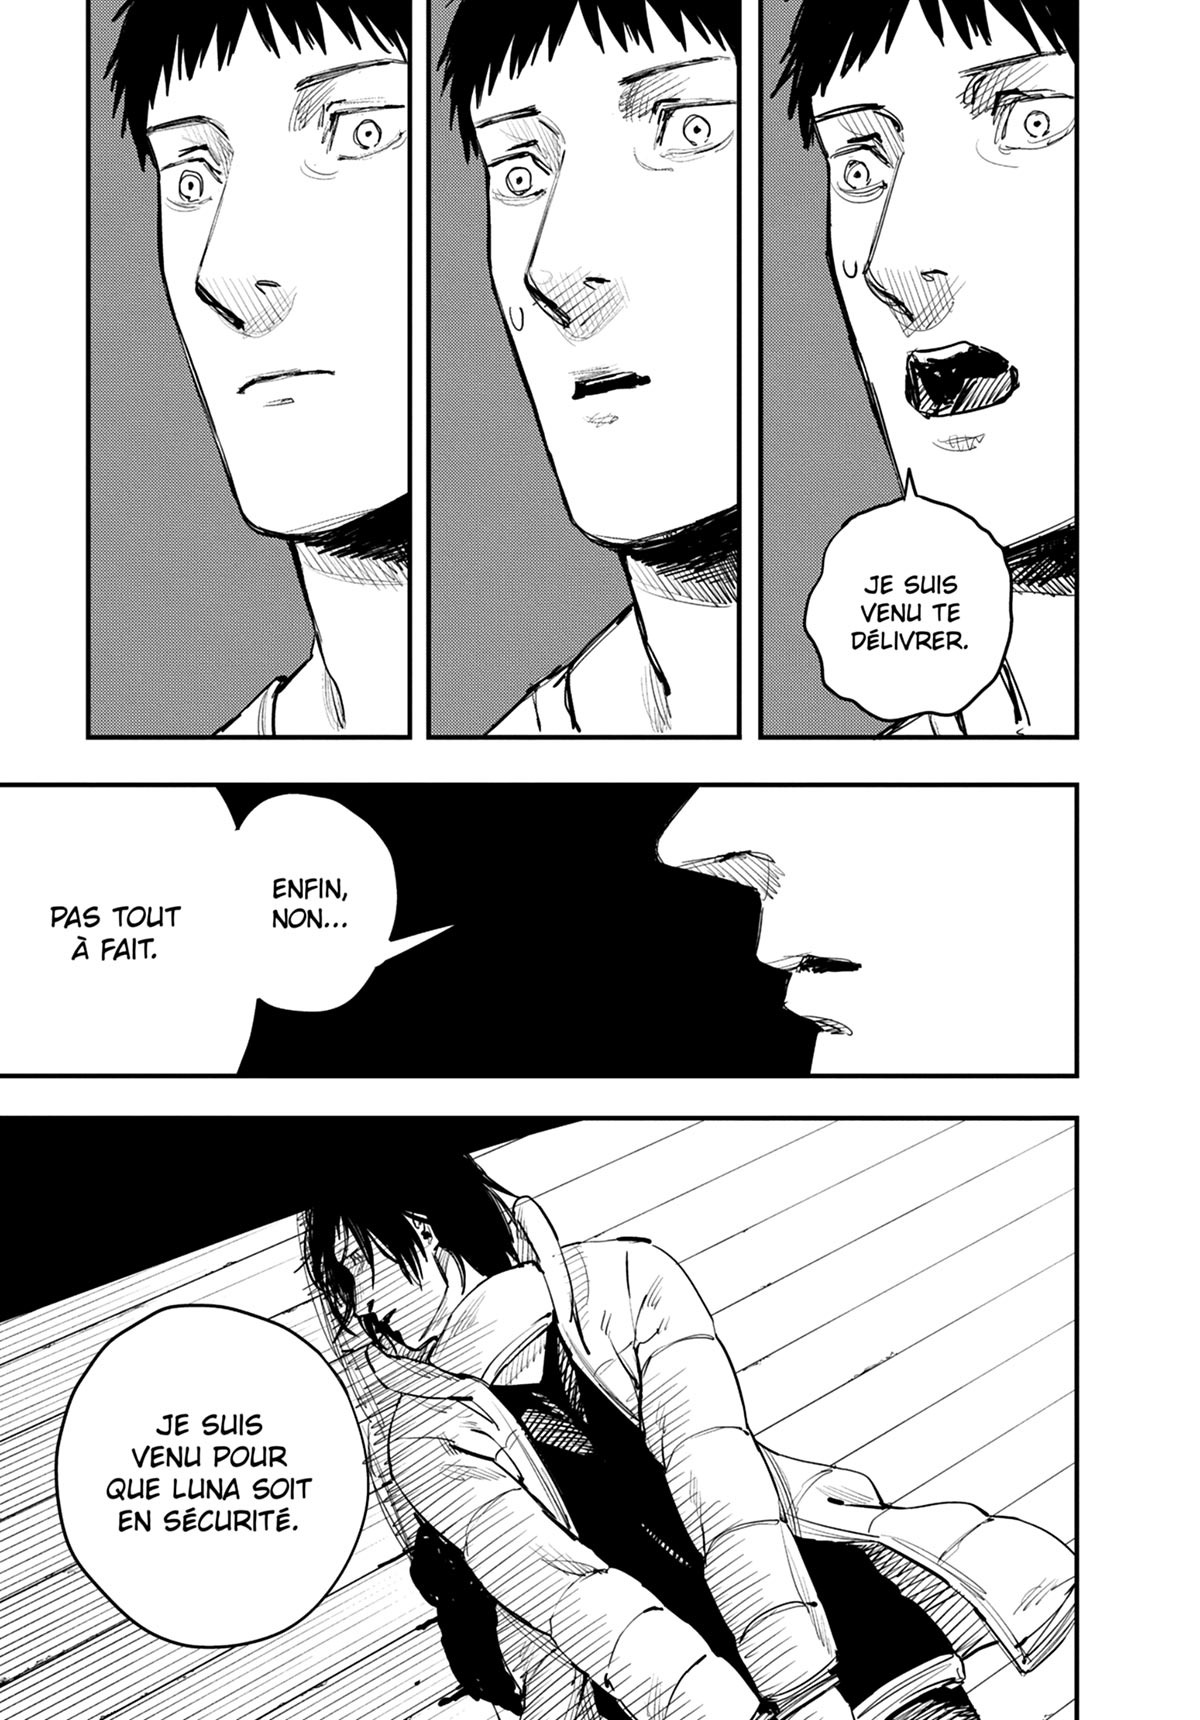 JE SUIS
VENU TE
DÉLIVRER.
ENFIN,
NON...
PAS TOUT
À FAIT.
JE SUIS
VENU POUR
QUE LUNA SOIT
EN SÉCURITÉ.